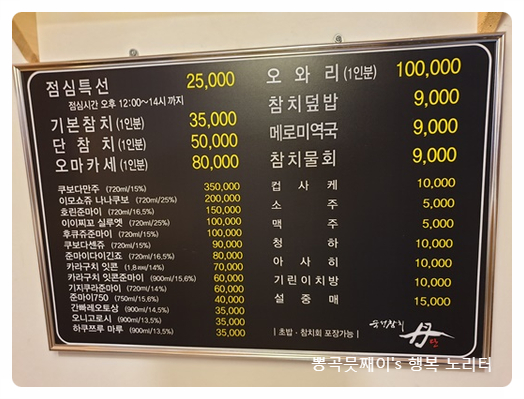 점심특선 25,000
점심시간 오후 12:00~14시 까지
기본참치 (1인분) 35,000
단 참 치 (1인분) 50,000
오마카세 (1인분) 80,000
쿠보다만주 (720ml/15%) 350,000
이모쇼쥬 나나쿠보 (720ml/25%) 200,000
호린준마이 (720ml/16,5%) 150,000
이이찌꼬 실루엣 (720ml/25%) 100,000
후큐쥬준마이 (720ml/15%) 100,000
쿠보다센쥬 (720ml/15%) 90,000
준마이다이긴죠 (720ml/16,5%) 80,000
카라구치 잇콘 (1.8ℓ/14%) 70,000
카라구치 잇콘준마이 (900ml/15,6%) 60,000
기지쿠라준마이 (720ml/14%) 60,000
준마이750 (750ml/15,6%) 40,000
간빠레오토상 (900ml/14,5%) 35,000
오니고로시 (900ml/13,5%) 35,000
하쿠쯔루 마루 (900ml/13,5%) 35,000
오 와 리 (1인분) 100,000
참치덮밥 9,000
메로미역국 9,000
참치물회 9,000
컵 사 케 10,000
소 주 5,000
맥 주 5,000
청 하 10,000
아 사 히 10,000
기린이치방 10,000
설 중 매 15,000
| 초밥 · 참치회 포장가능 |
뽕곡믓째이's 행복 노리터